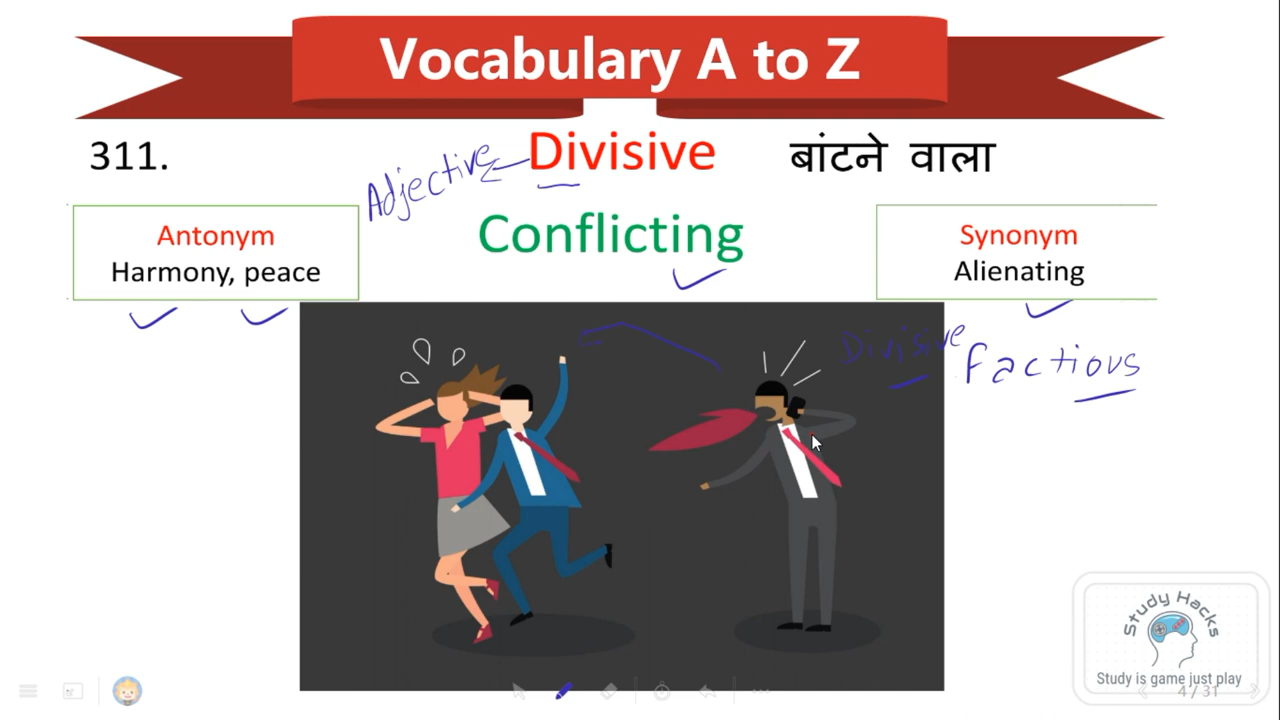 Vocabulary A to Z
311.
Adjective
Divisive
बांटने वाला
Antonym
Harmony, peace
Conflicting
Synonym
Alienating
Divisive
Factious
Study Hacks
Study is game just play
4 / 31